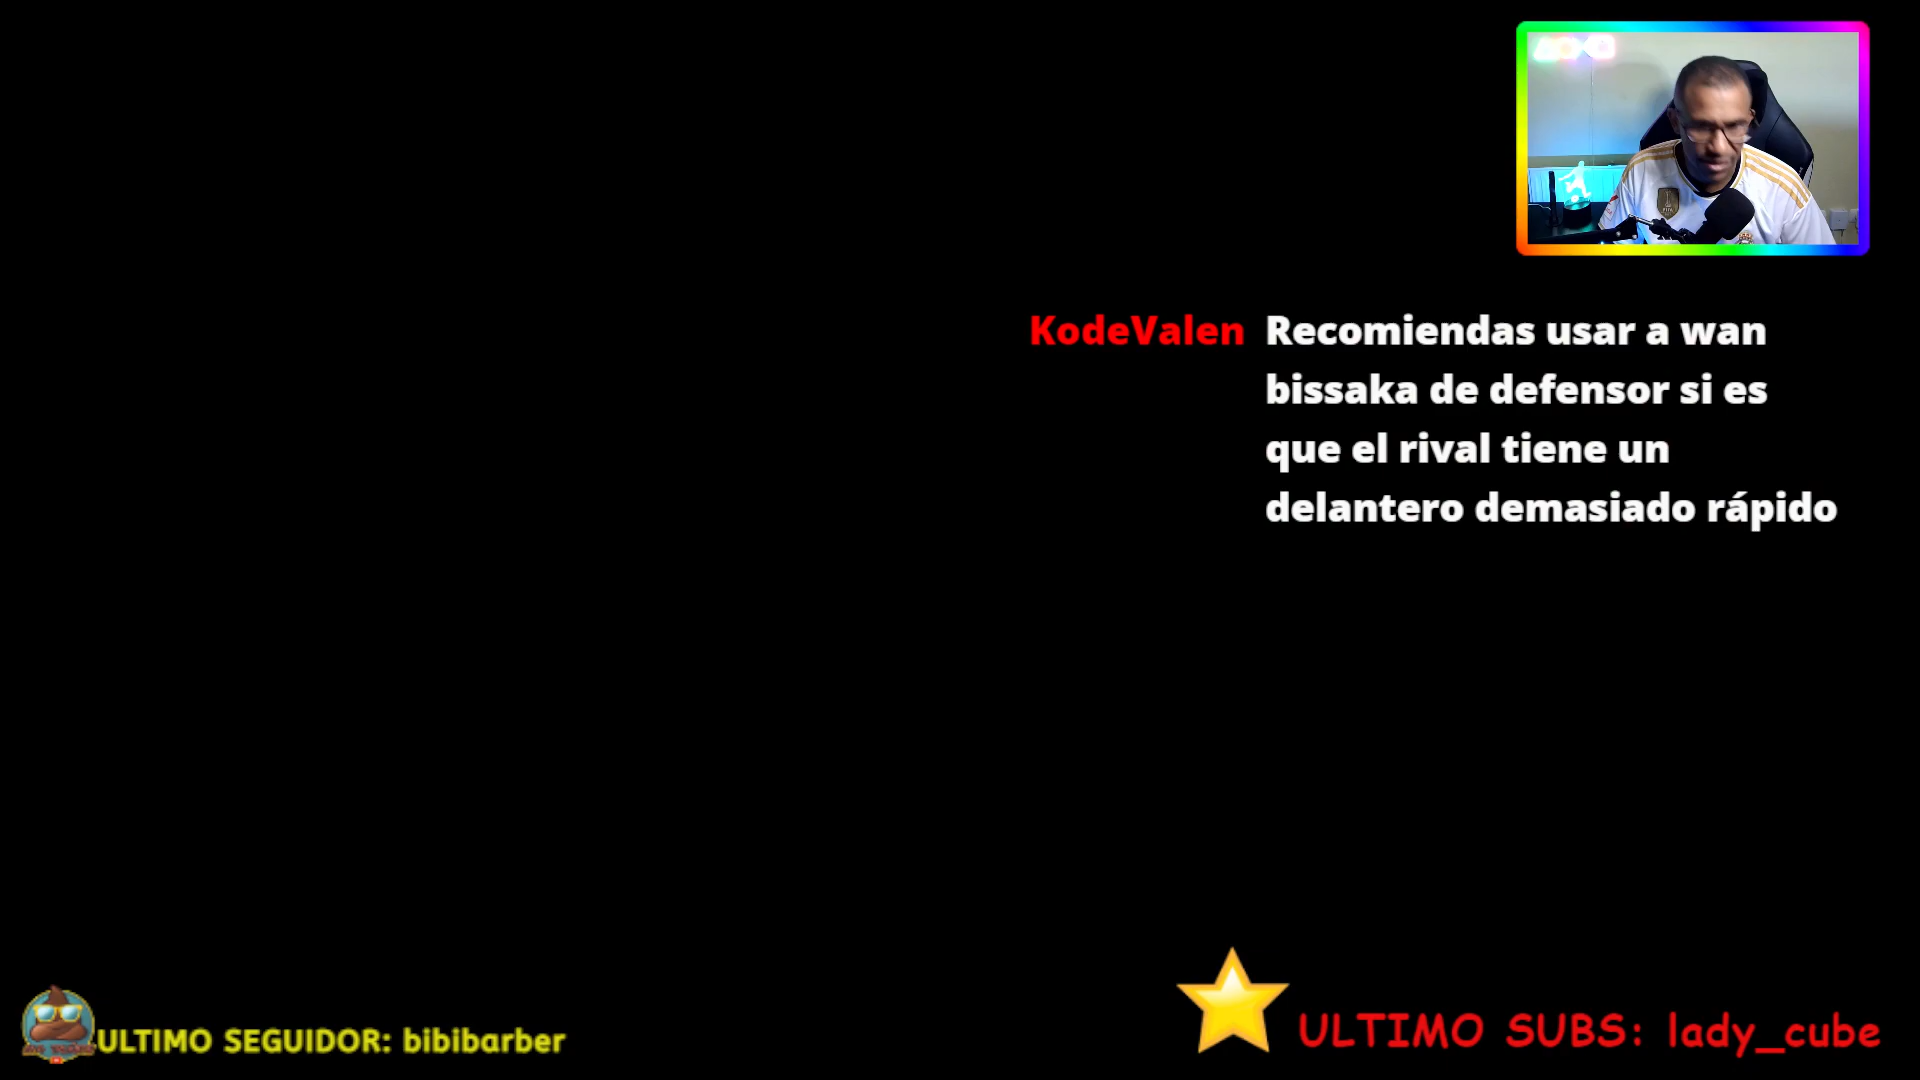 KodeValen Recomiendas usar a wan
bissaka de defensor si es
que el rival tiene un
delantero demasiado rápido
ULTIMO SEGUIDOR: bibibarber
ULTIMO SUBS: lady_cube